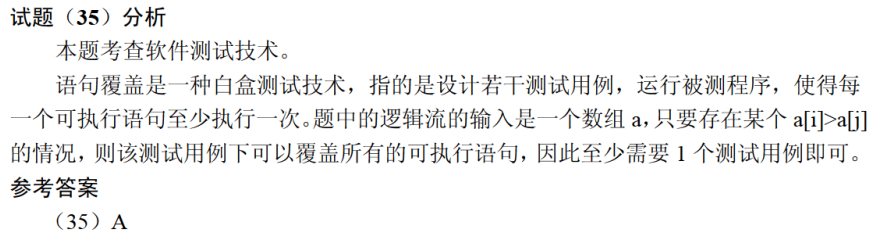 试题（35）分析
本题考查软件测试技术。
语句覆盖是一种白盒测试技术，指的是设计若干测试用例，运行被测程序，使得每
一个可执行语句至少执行一次。题中的逻辑流的输入是一个数组 a，只要存在某个 a[i]>a[j]
的情况，则该测试用例下可以覆盖所有的可执行语句，因此至少需要 1 个测试用例即可。
参考答案
（35）A